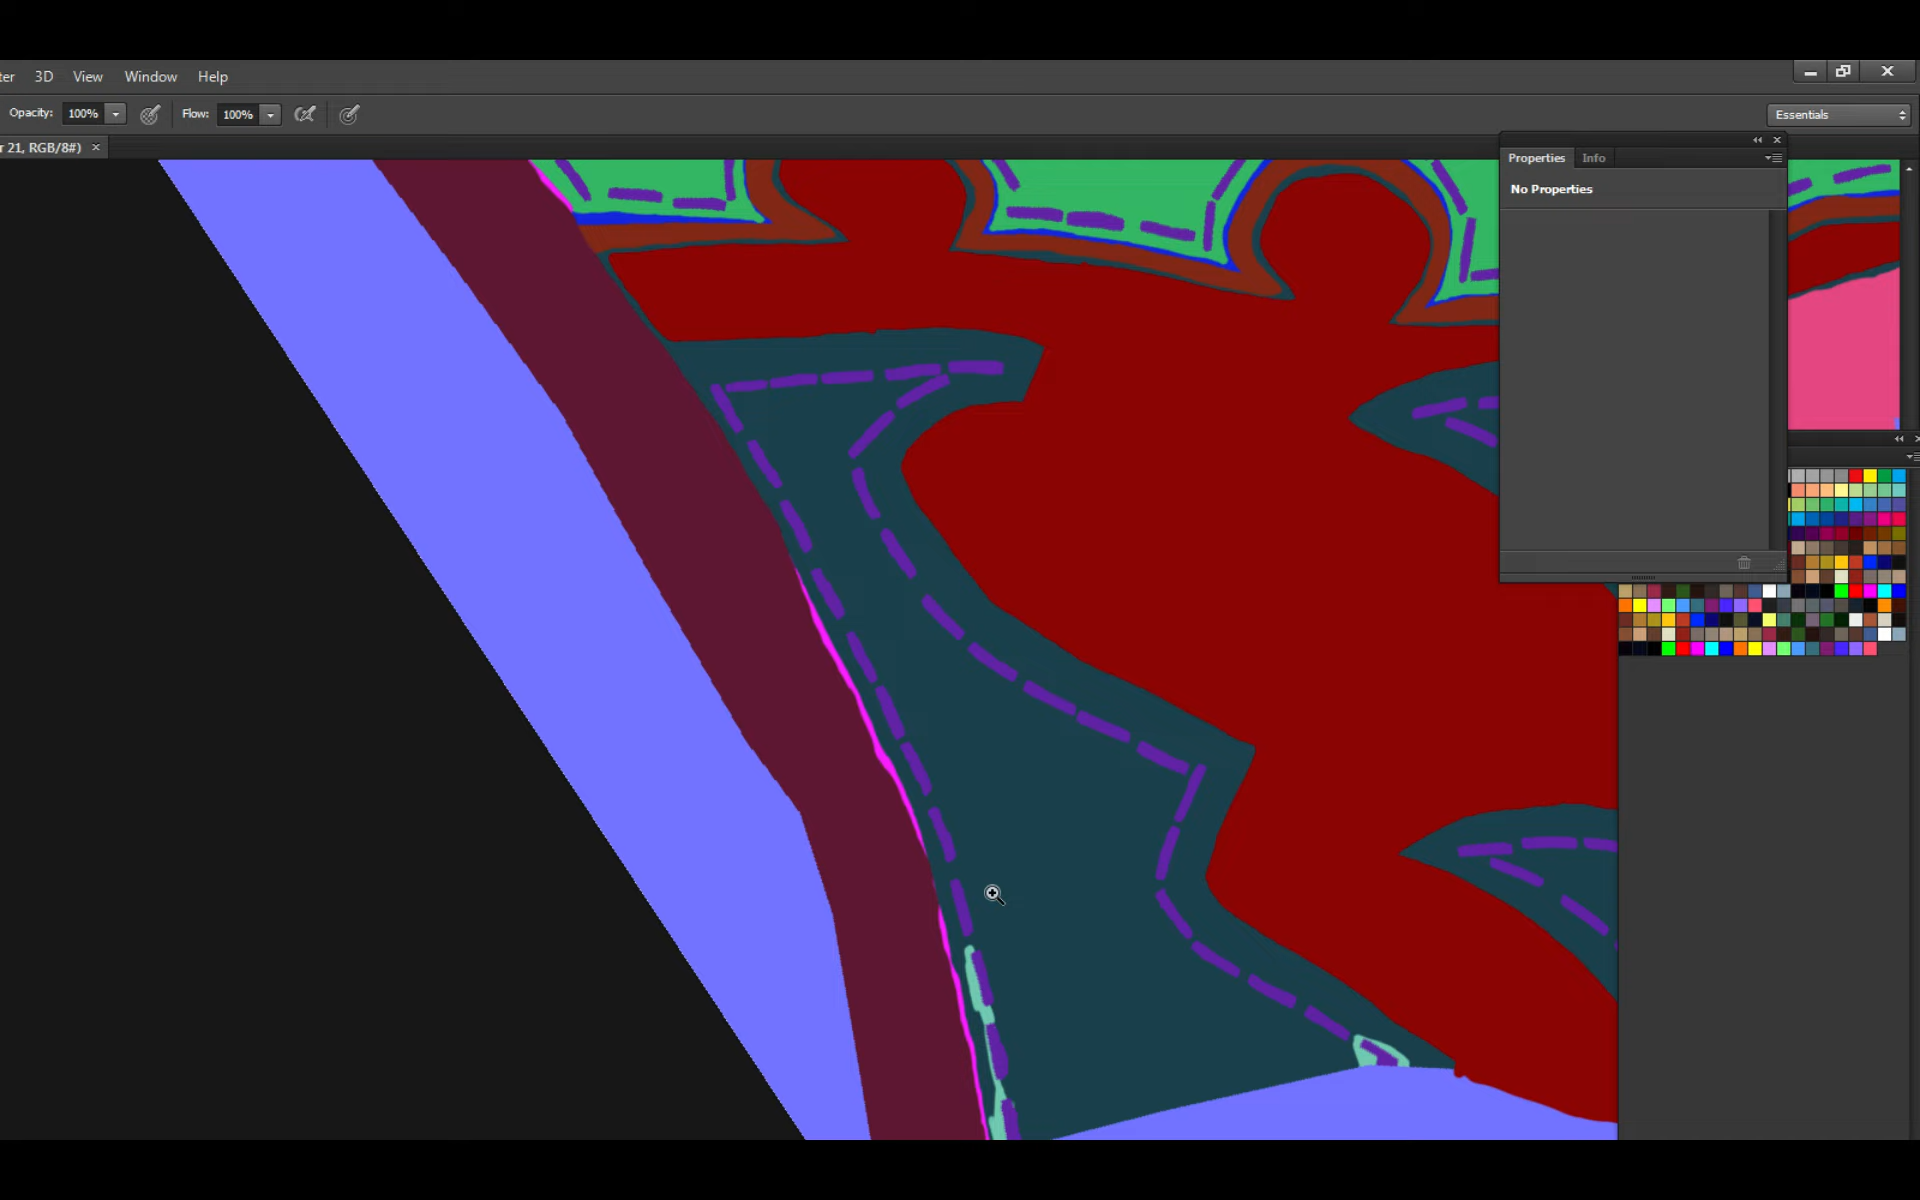 ter 3D View Window Help
Opacity: 100% Flow: 100% Essentials
r 21, RGB/8#) ×
Properties Info
No Properties